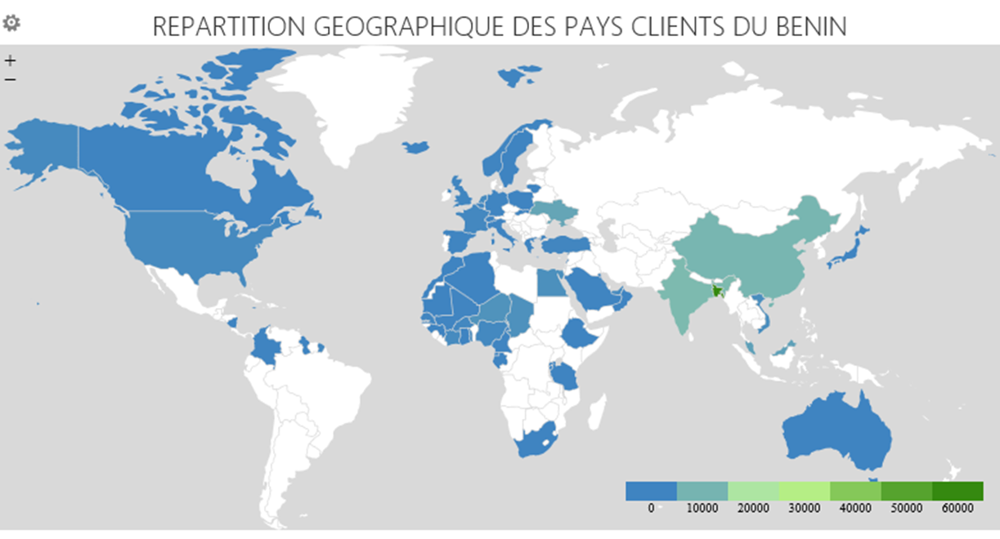 REPARTITION GEOGRAPHIQUE DES PAYS CLIENTS DU BENIN
+
−
0 10000 20000 30000 40000 50000 60000